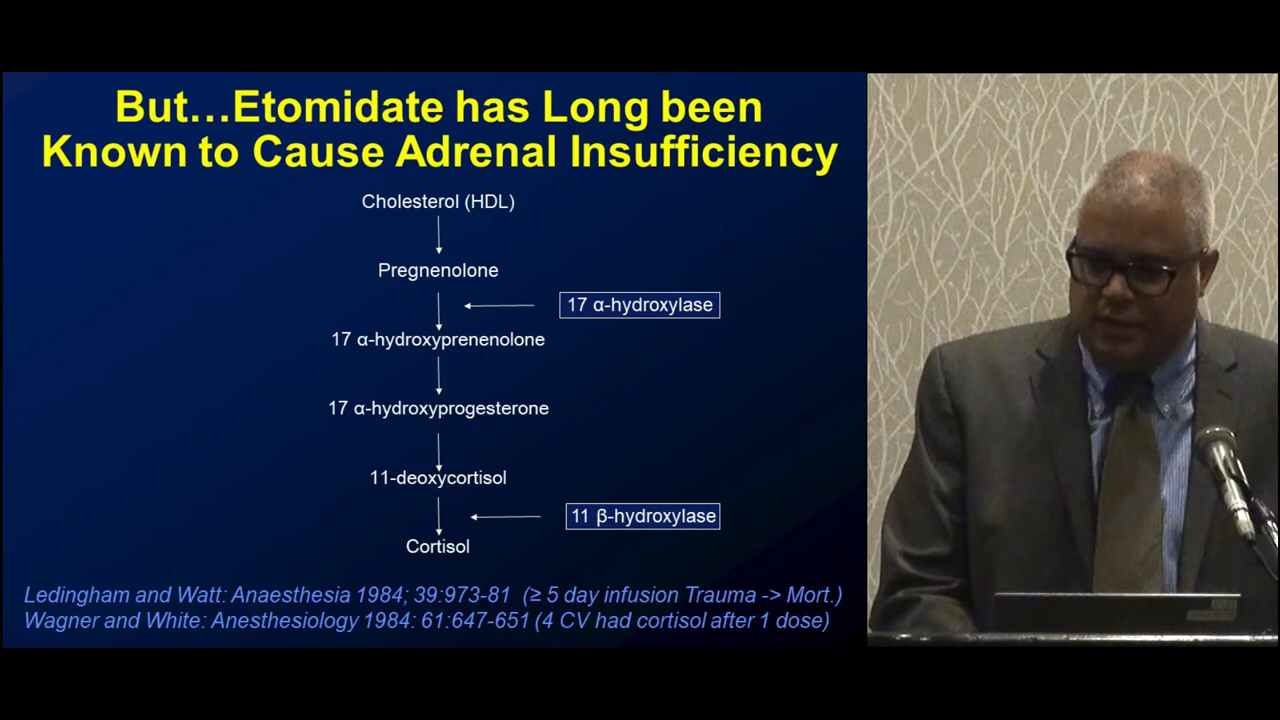 But…Etomidate has Long been
Known to Cause Adrenal Insufficiency
Cholesterol (HDL)
Pregnenolone
17 α-hydroxylase
17 α-hydroxyprenenolone
17 α-hydroxyprogesterone
11-deoxycortisol
11 β-hydroxylase
Cortisol
Ledingham and Watt: Anaesthesia 1984; 39:973-81 (≥ 5 day infusion Trauma -> Mort.)
Wagner and White: Anesthesiology 1984: 61:647-651 (4 CV had cortisol after 1 dose)